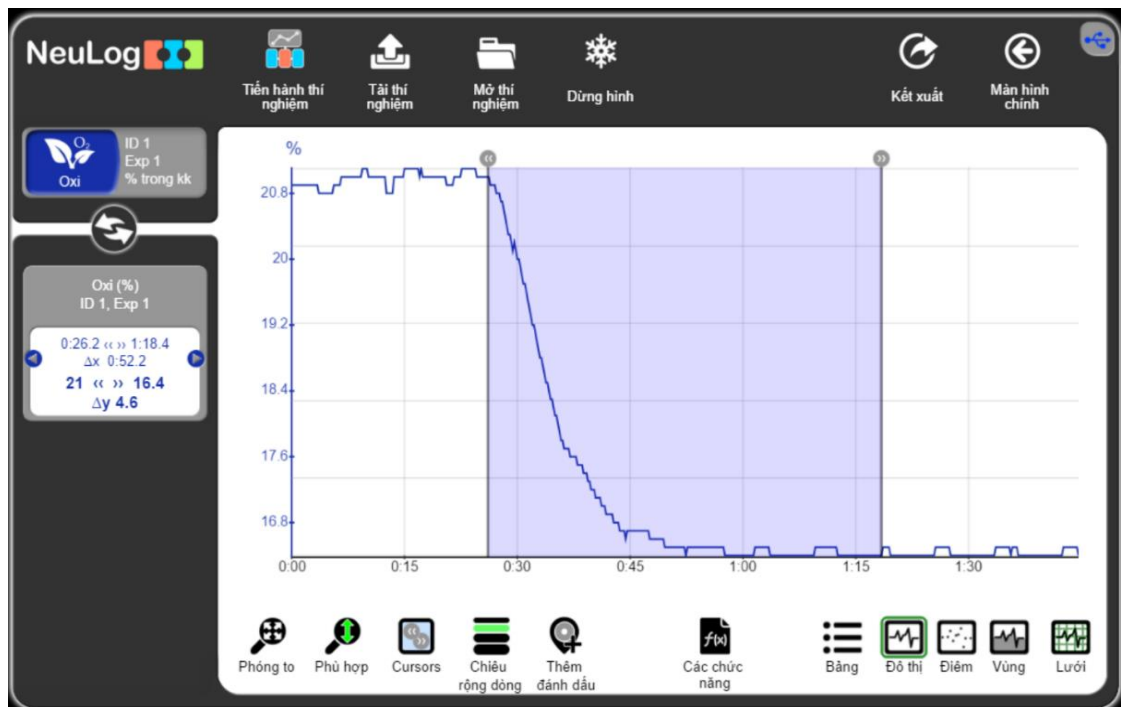 NeuLog
Tiến hành thí
nghiệm
Tải thí
nghiệm
Mở thí
nghiệm
Dừng hình
Kết xuất
Màn hình
chính
O₂
Oxi
ID 1
Exp 1
% trong kk
Oxi (%)
ID 1, Exp 1
0:26.2 ‹‹ ›› 1:18.4
Δx 0:52.2
21 ‹‹ ›› 16.4
Δy 4.6
%
20.8
20
19.2
18.4
17.6
16.8
0:00 0:15 0:30 0:45 1:00 1:15 1:30
Phóng to
Phù hợp
Cursors
Chiều
rộng dòng
Thêm
đánh dấu
f(x)
Các chức
năng
Bảng
Đồ thị
Điểm
Vùng
Lưới